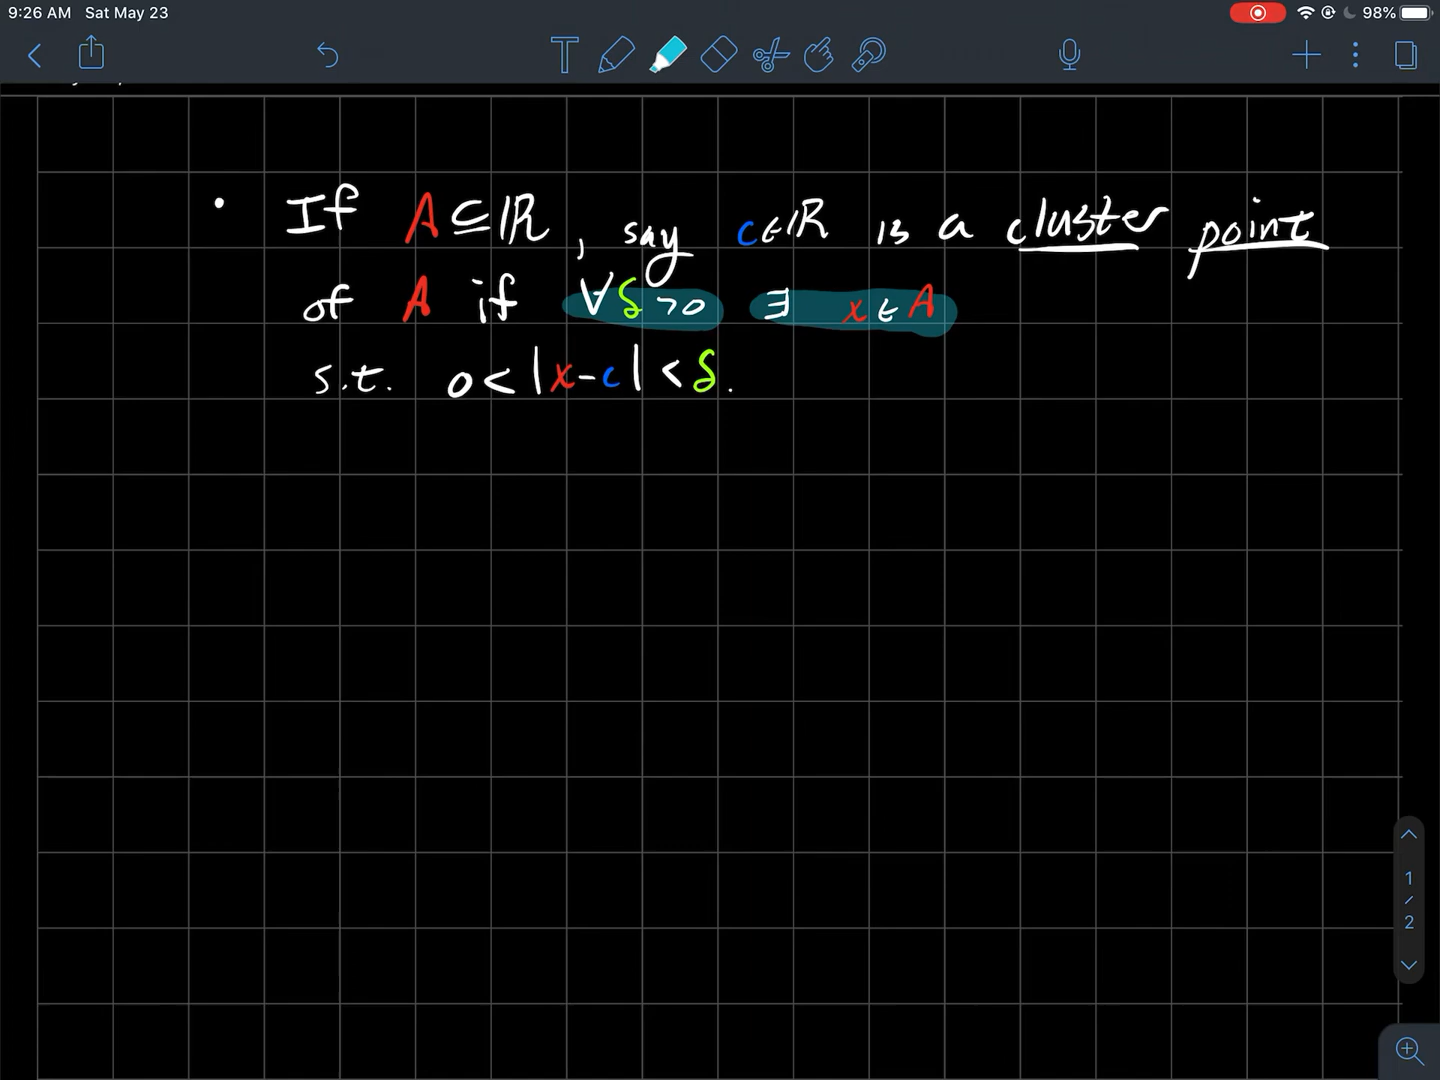 9:26 AM Sat May 23 98%
• If A⊆ℝ, say c∈ℝ is a cluster point
of A if ∀δ>0 ∃ x∈A
s.t. 0<|x-c|<δ.
1
/
2